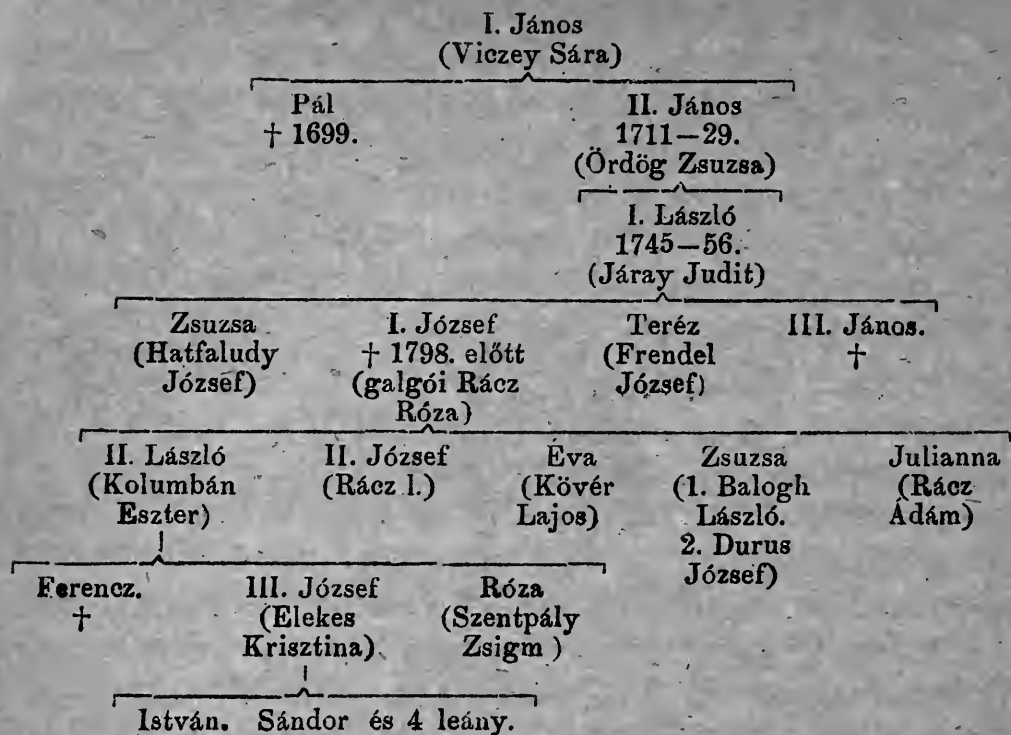 I. János
(Viczey Sára)
Pál II. János
† 1699. 1711—29.
(Ördög Zsuzsa)
I. László
1745—56.
(Járay Judit)
Zsuzsa I. József Teréz III. János.
(Hatfaludy † 1798. előtt (Frendel †
József) (galgói Rácz József)
Róza)
II. László II. József Éva Zsuzsa Julianna
(Kolumbán (Rácz l.) (Kövér (1. Balogh (Rácz
Eszter) Lajos) László. Ádám)
2. Durus
József)
Ferencz. III. József Róza
† (Elekes (Szentpály
Krisztina) Zsigm )
István. Sándor és 4 leány.